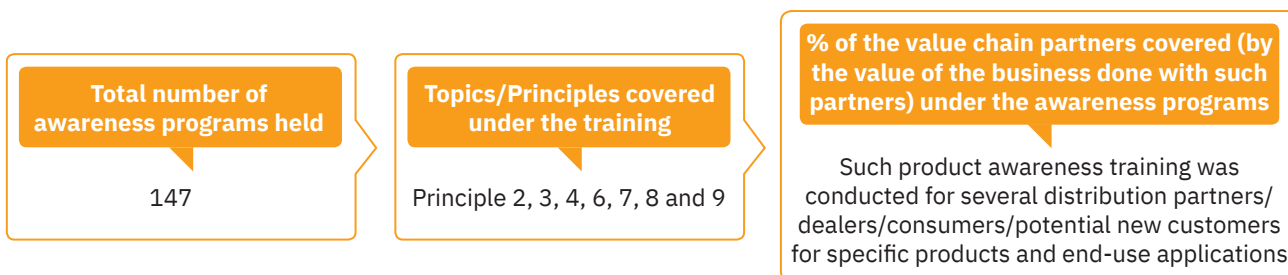 Total number of
awareness programs held
147
Topics/Principles covered
under the training
Principle 2, 3, 4, 6, 7, 8 and 9
% of the value chain partners covered (by
the value of the business done with such
partners) under the awareness programs
Such product awareness training was
conducted for several distribution partners/
dealers/consumers/potential new customers
for specific products and end-use applications